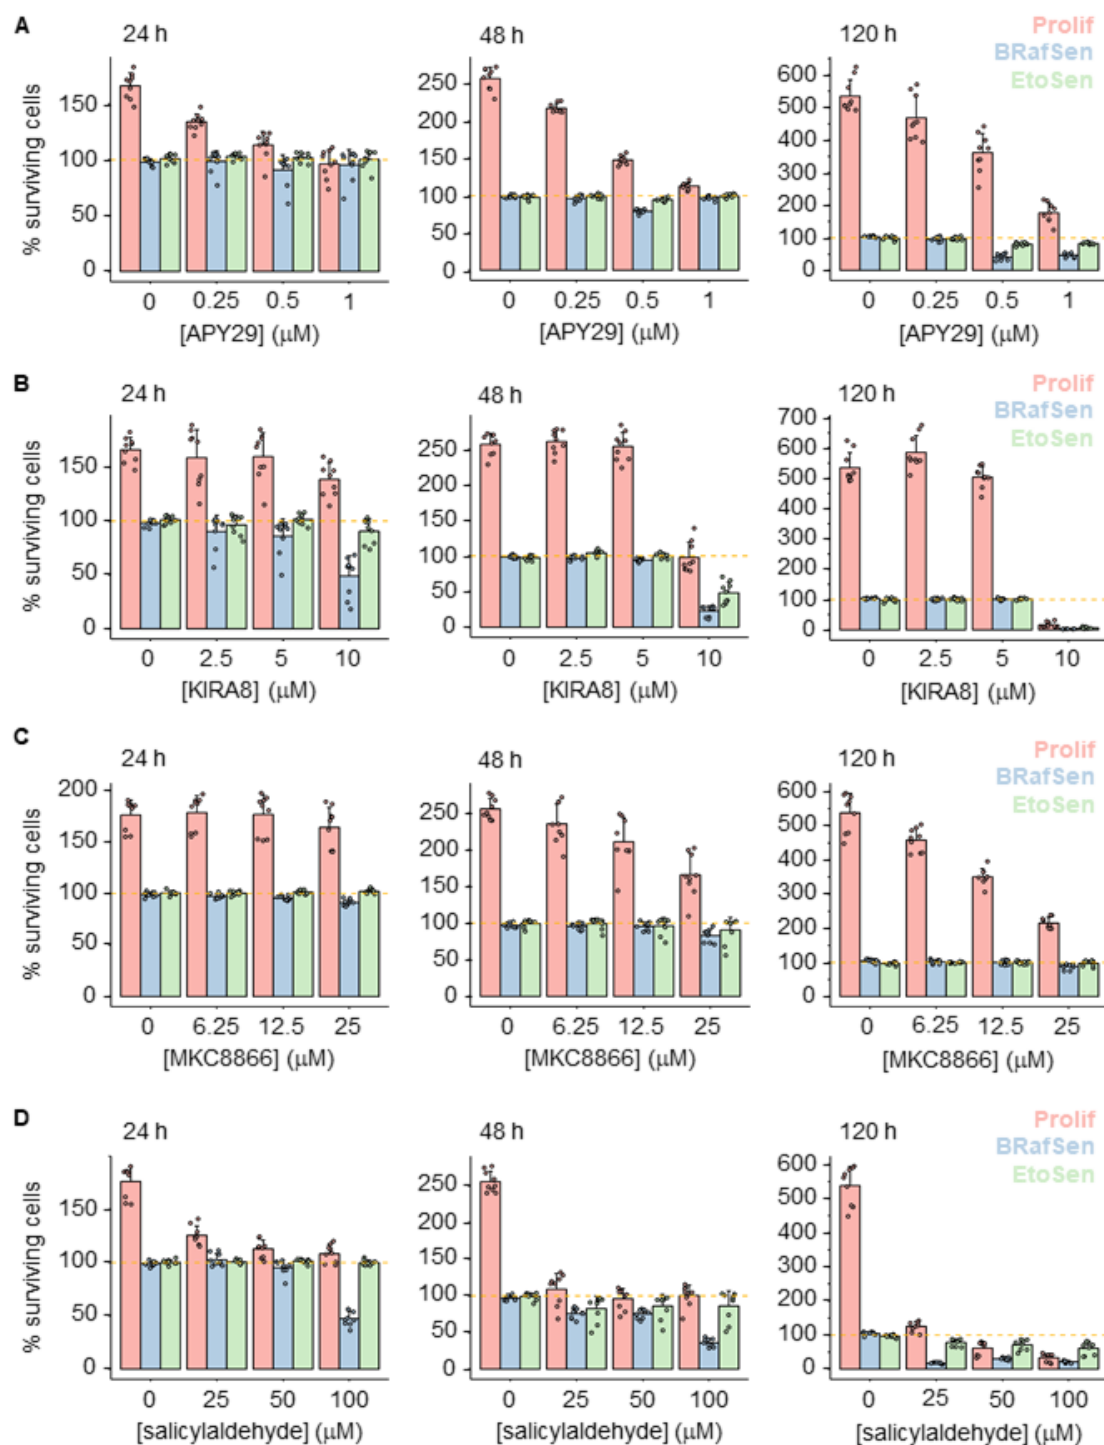 A
24 h
48 h
120 h
Prolif
BRafSen
EtoSen
% surviving cells
150
100
50
0
250
200
150
100
50
0
600
500
400
300
200
100
0
0 0.25 0.5 1
0 0.25 0.5 1
0 0.25 0.5 1
[APY29] (μM)
[APY29] (μM)
[APY29] (μM)
B
24 h
48 h
120 h
Prolif
BRafSen
EtoSen
% surviving cells
150
100
50
0
250
200
150
100
50
0
700
600
500
400
300
200
100
0
0 2.5 5 10
0 2.5 5 10
0 2.5 5 10
[KIRA8] (μM)
[KIRA8] (μM)
[KIRA8] (μM)
C
24 h
48 h
120 h
Prolif
BRafSen
EtoSen
% surviving cells
200
150
100
50
0
250
200
150
100
50
0
600
500
400
300
200
100
0
0 6.25 12.5 25
0 6.25 12.5 25
0 6.25 12.5 25
[MKC8866] (μM)
[MKC8866] (μM)
[MKC8866] (μM)
D
24 h
48 h
120 h
Prolif
BRafSen
EtoSen
% surviving cells
150
100
50
0
250
200
150
100
50
0
600
500
400
300
200
100
0
0 25 50 100
0 25 50 100
0 25 50 100
[salicylaldehyde] (μM)
[salicylaldehyde] (μM)
[salicylaldehyde] (μM)